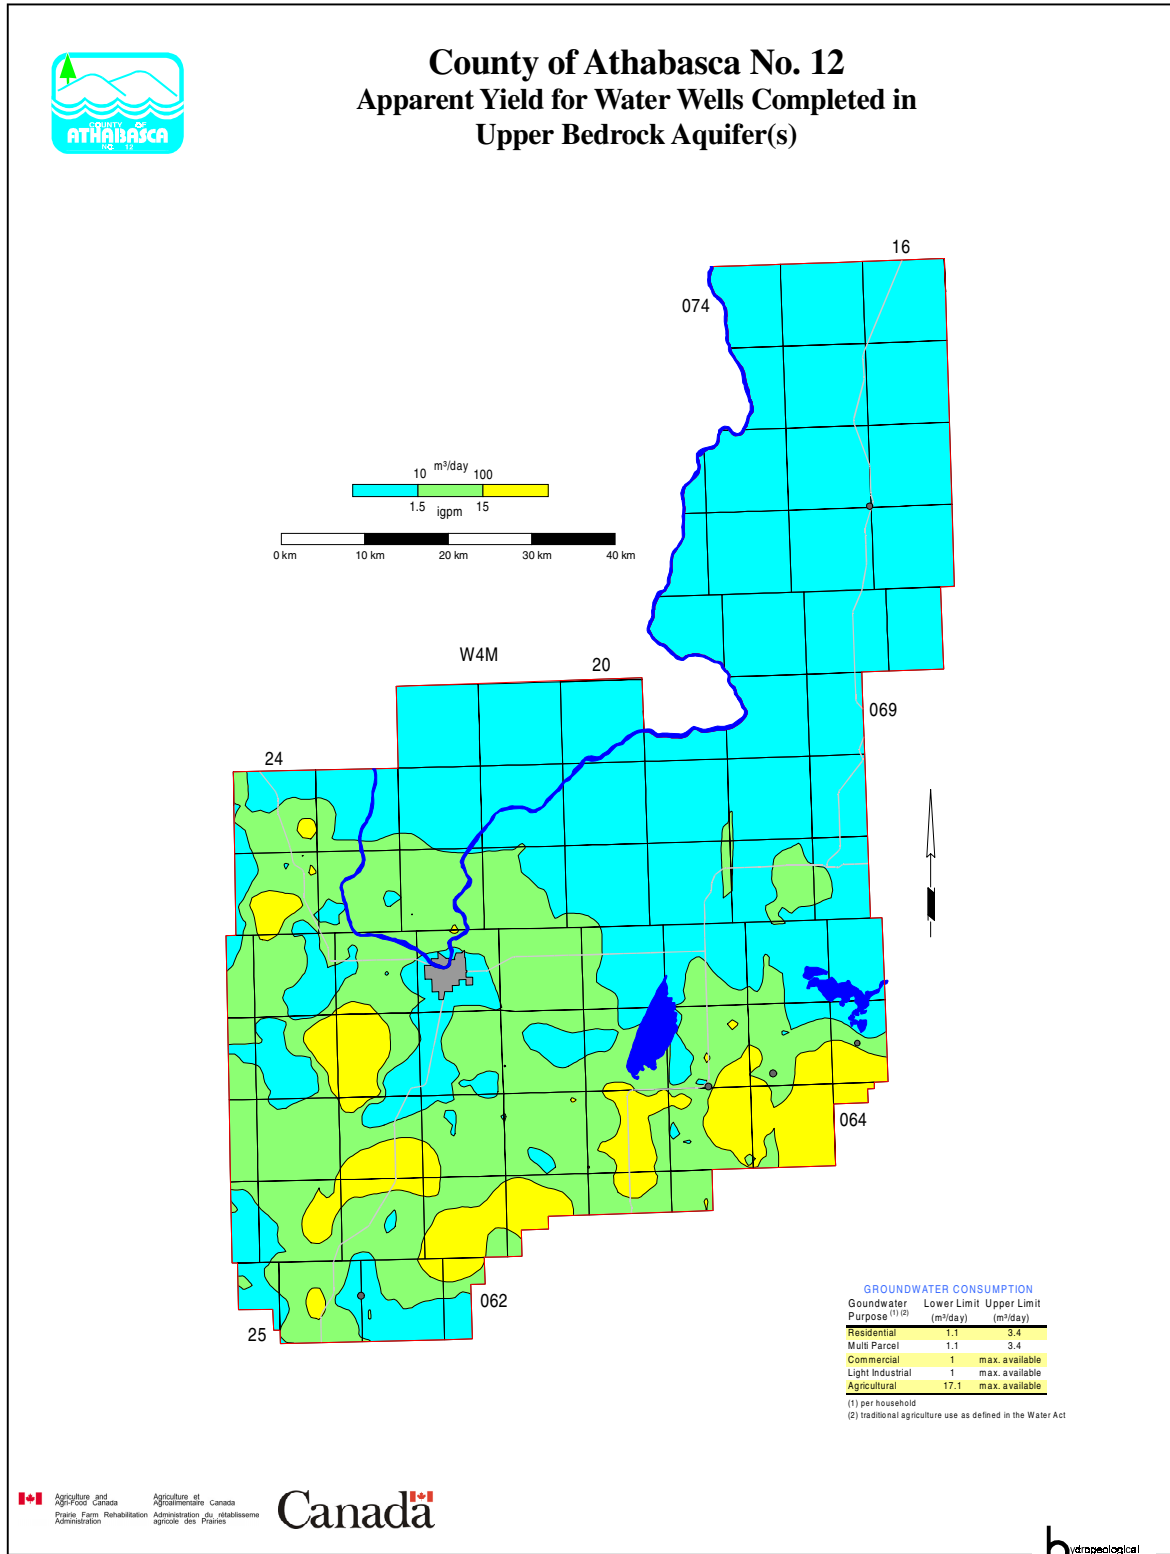 County of Athabasca No. 12
Apparent Yield for Water Wells Completed in
Upper Bedrock Aquifer(s)
COUNTY OF
ATHABASCA
NO. 12
16
074
10 m³/day 100
1.5 igpm 15
0 km 10 km 20 km 30 km 40 km
W4M
20
069
24
064
062
25
GROUNDWATER CONSUMPTION
Goundwater Lower Limit Upper Limit
Purpose (1) (2) (m³/day) (m³/day)
Residential 1.1 3.4
Multi Parcel 1.1 3.4
Commercial 1 max. available
Light Industrial 1 max. available
Agricultural 17.1 max. available
(1) per household
(2) traditional agriculture use as defined in the Water Act
Agriculture and Agriculture et
Agri-Food Canada Agroalimentaire Canada
Prairie Farm Rehabilitation Administration du rétablisseme
Administration agricole des Prairies
Canada
hydrogeological